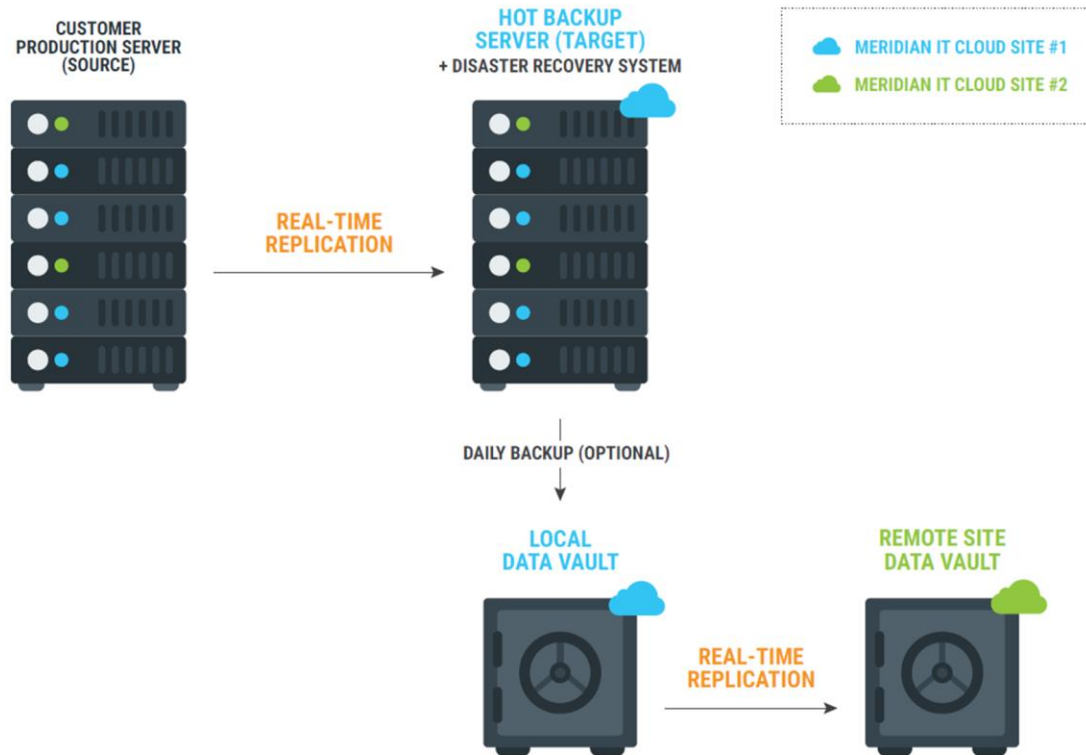 CUSTOMER
PRODUCTION SERVER
(SOURCE)
HOT BACKUP
SERVER (TARGET)
+ DISASTER RECOVERY SYSTEM
MERIDIAN IT CLOUD SITE #1
MERIDIAN IT CLOUD SITE #2
REAL-TIME
REPLICATION
DAILY BACKUP (OPTIONAL)
LOCAL
DATA VAULT
REMOTE SITE
DATA VAULT
REAL-TIME
REPLICATION